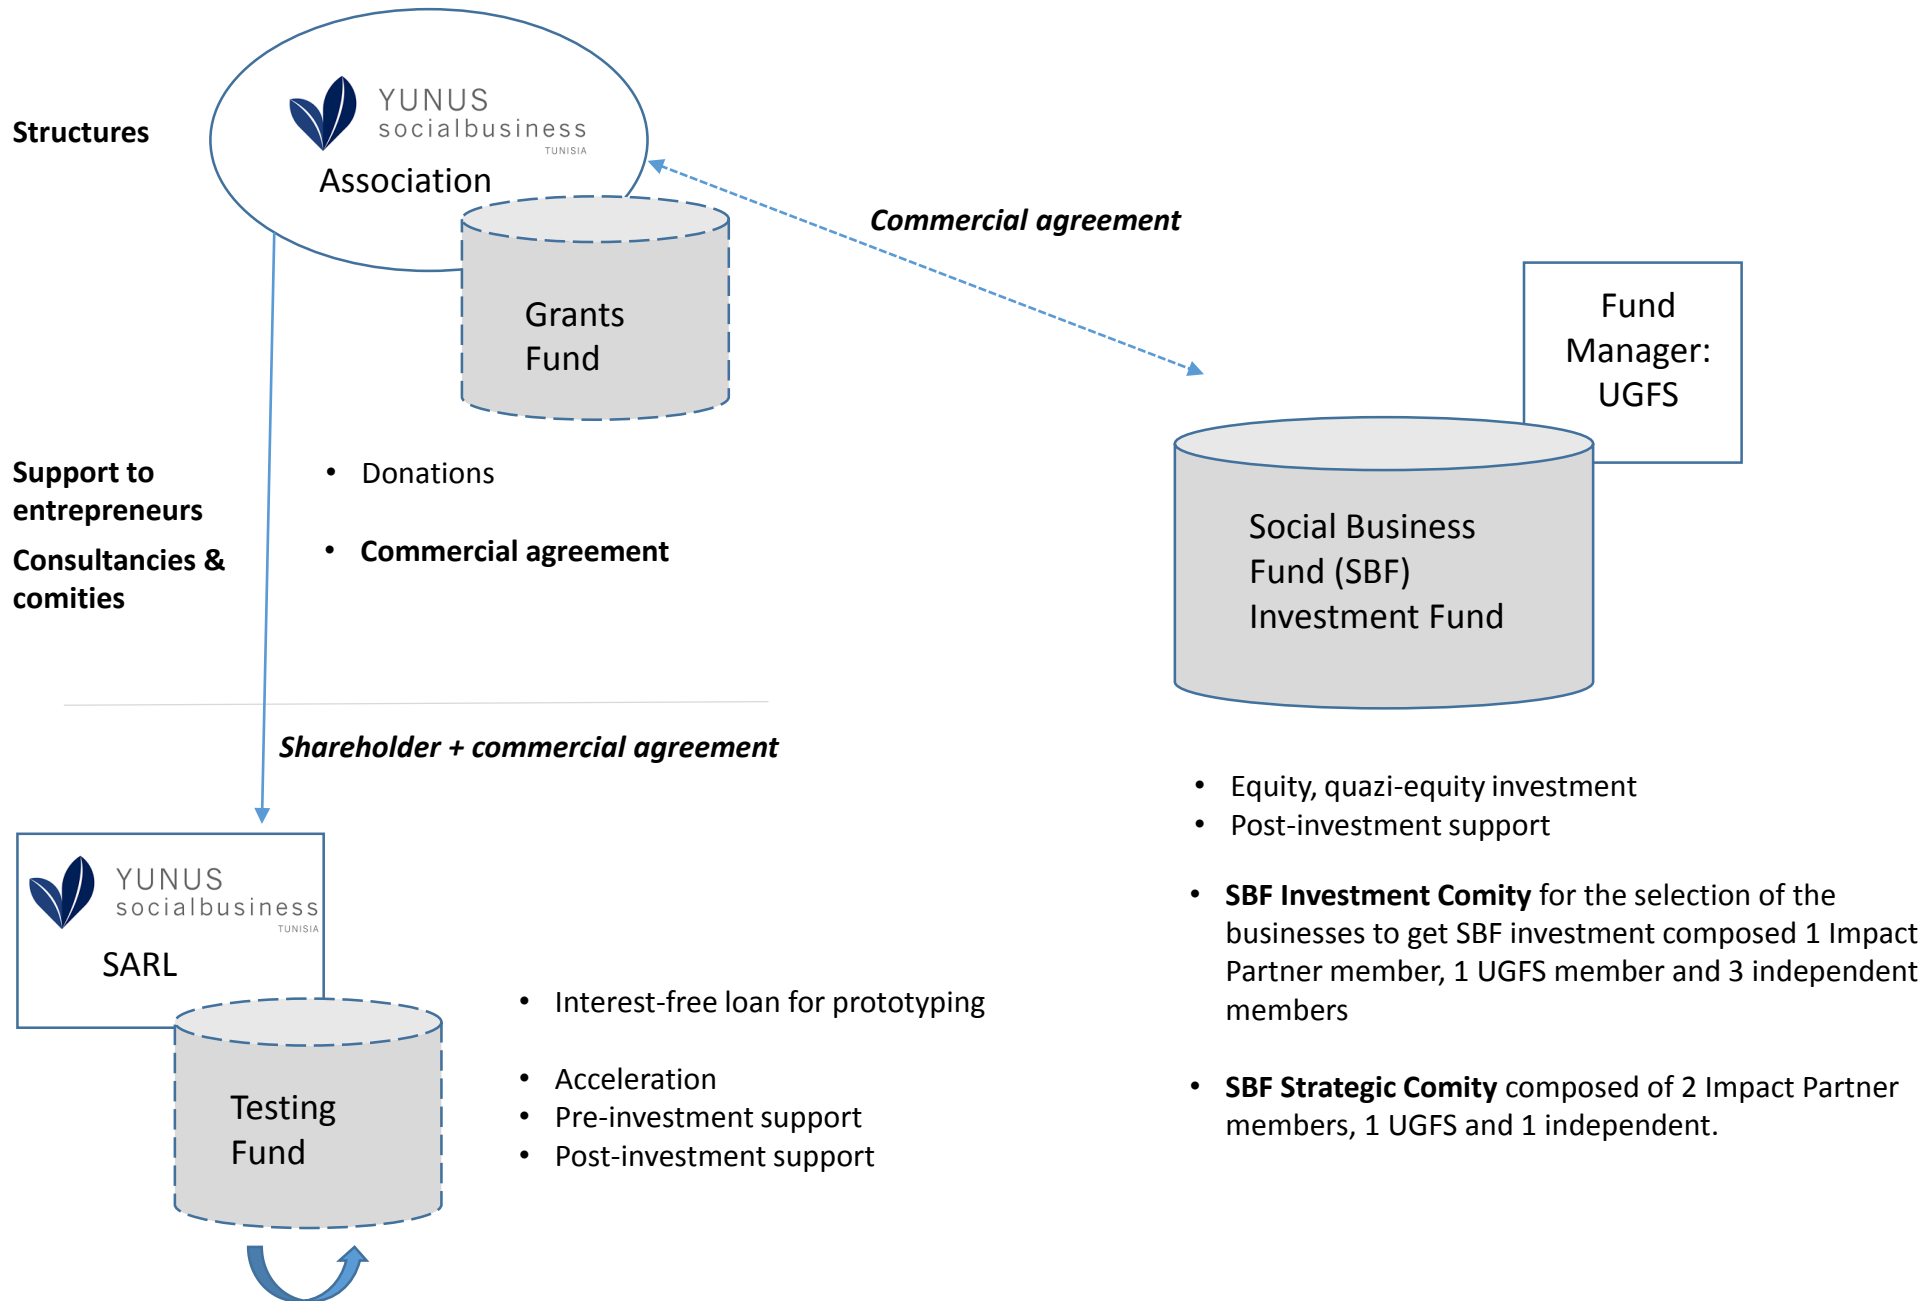 Structures
YUNUS
socialbusiness
TUNISIA
Association
Grants
Fund
Commercial agreement
Fund
Manager:
UGFS
Social Business
Fund (SBF)
Investment Fund
Support to
entrepreneurs
Consultancies &
comities
• Donations
• Commercial agreement
Shareholder + commercial agreement
YUNUS
socialbusiness
TUNISIA
SARL
Testing
Fund
• Interest-free loan for prototyping
• Acceleration
• Pre-investment support
• Post-investment support
• Equity, quazi-equity investment
• Post-investment support
• SBF Investment Comity for the selection of the
businesses to get SBF investment composed 1 Impact
Partner member, 1 UGFS member and 3 independent
members
• SBF Strategic Comity composed of 2 Impact Partner
members, 1 UGFS and 1 independent.